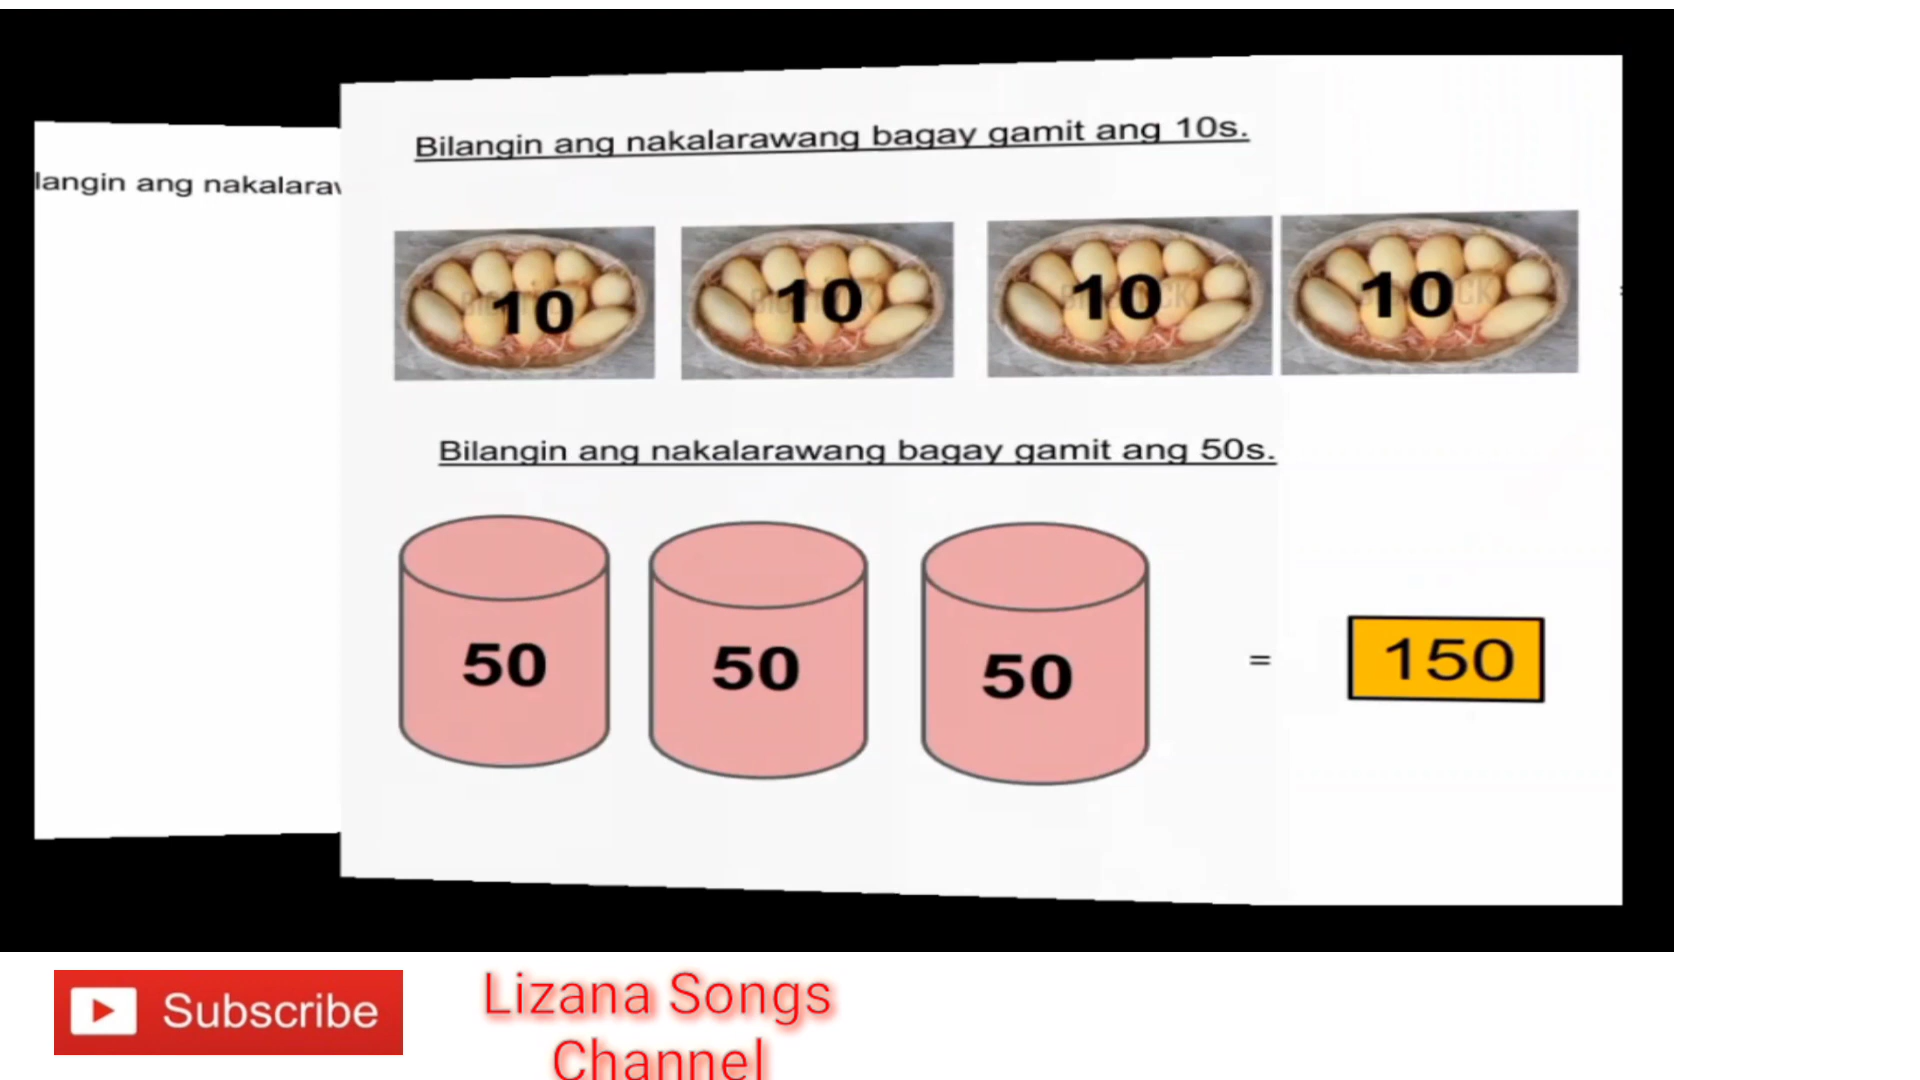 Bilangin ang nakalarawang bagay gamit ang 10s.
langin ang nakalaraw
10 10 10 10
Bilangin ang nakalarawang bagay gamit ang 50s.
50 50 50 = 150
Subscribe
Lizana Songs
Channel